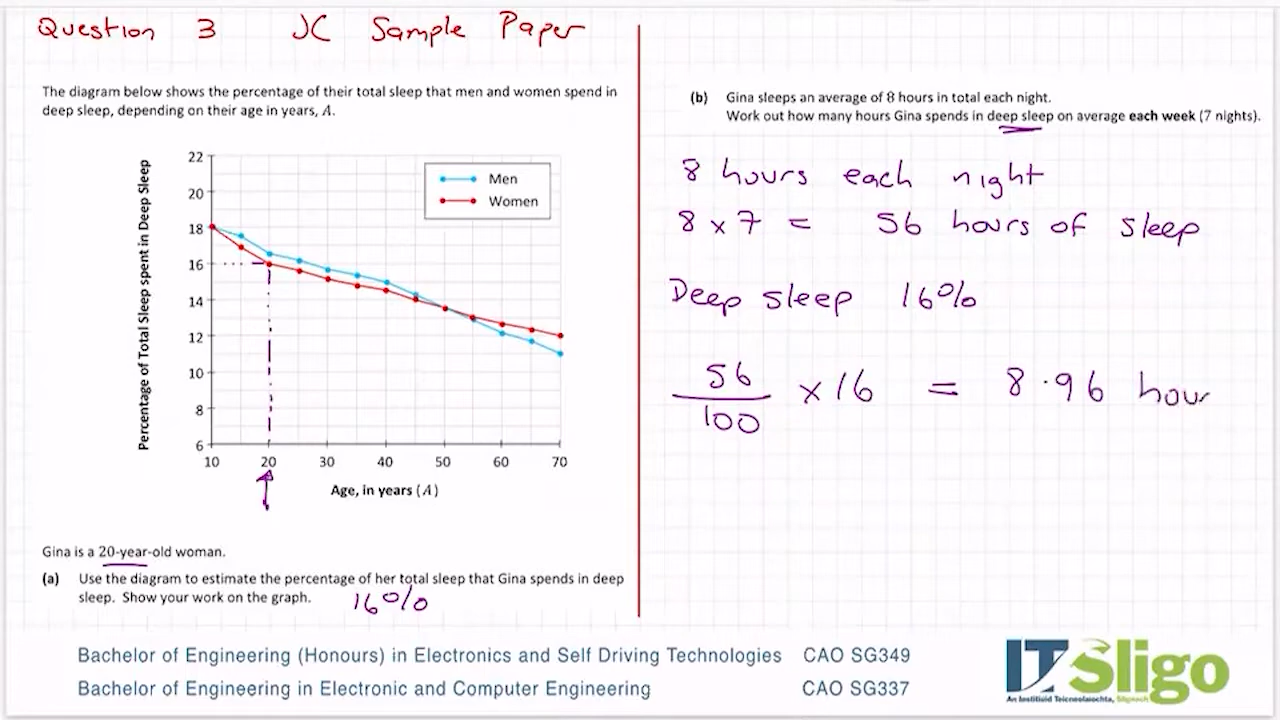 Question 3 JC Sample Paper
The diagram below shows the percentage of their total sleep that men and women spend in
deep sleep, depending on their age in years, A.
Percentage of Total Sleep spent in Deep Sleep
22
20
18
16
14
12
10
8
6
Men
Women
10 20 30 40 50 60 70
Age, in years (A)
Gina is a 20-year-old woman.
(a) Use the diagram to estimate the percentage of her total sleep that Gina spends in deep
sleep. Show your work on the graph. 16%
(b) Gina sleeps an average of 8 hours in total each night.
Work out how many hours Gina spends in deep sleep on average each week (7 nights).
8 hours each night
8 × 7 = 56 hours of sleep
Deep sleep 16%
56
100
× 16 = 8.96 hour
Bachelor of Engineering (Honours) in Electronics and Self Driving Technologies CAO SG349
Bachelor of Engineering in Electronic and Computer Engineering CAO SG337
IT Sligo
An Institiúid Teicneolaíochta, Sligeach